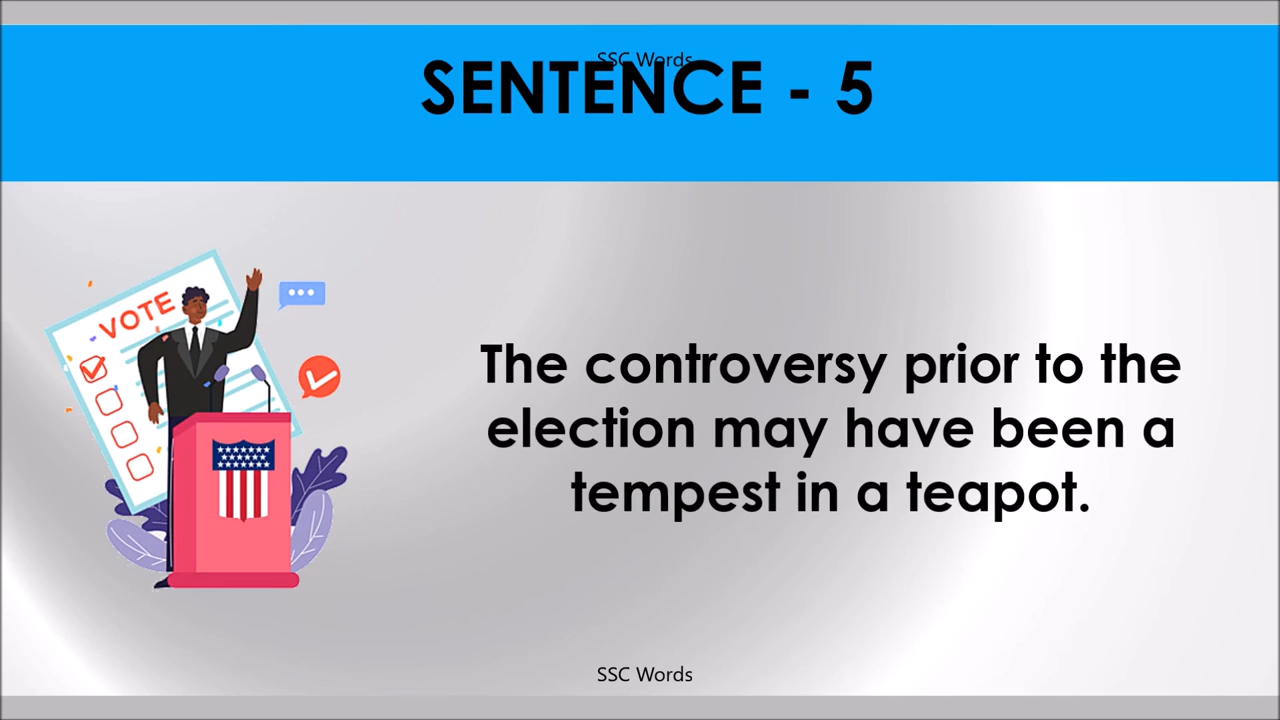 SSC Words
SENTENCE - 5
VOTE
The controversy prior to the
election may have been a
tempest in a teapot.
SSC Words